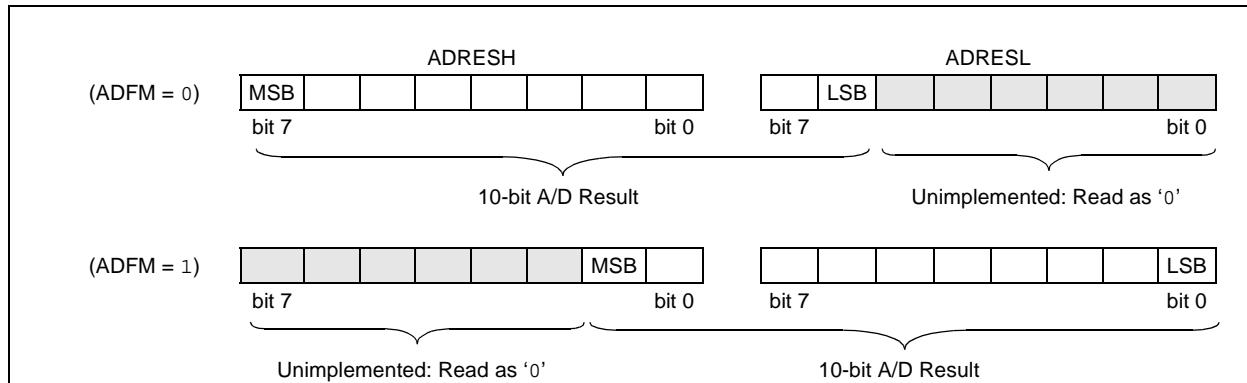 ADRESH ADRESL
(ADFM = 0) MSB LSB
bit 7 bit 0 bit 7 bit 0
10-bit A/D Result Unimplemented: Read as ‘0’
(ADFM = 1) MSB LSB
bit 7 bit 0 bit 7 bit 0
Unimplemented: Read as ‘0’ 10-bit A/D Result